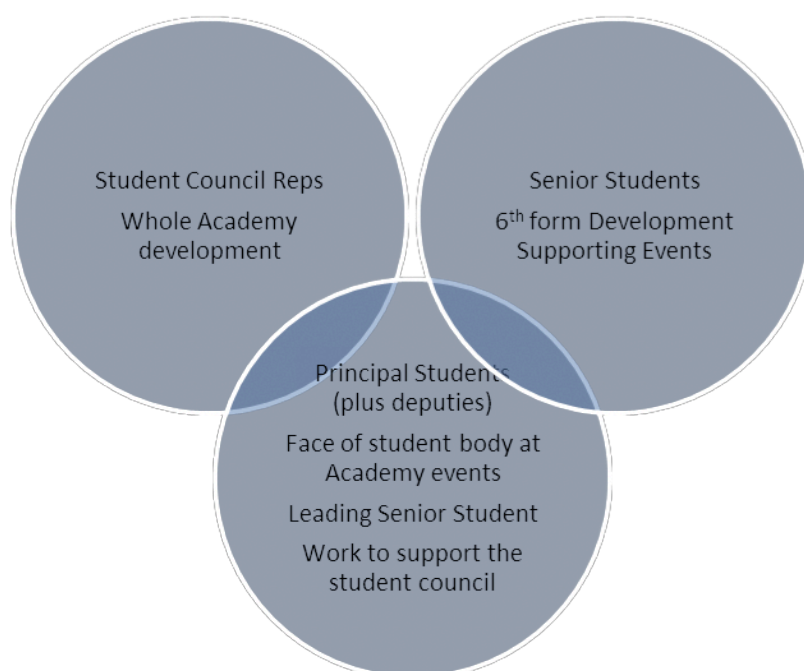 Student Council Reps
Whole Academy
development
Senior Students
6th form Development
Supporting Events
Principal Students
(plus deputies)
Face of student body at
Academy events
Leading Senior Student
Work to support the
student council